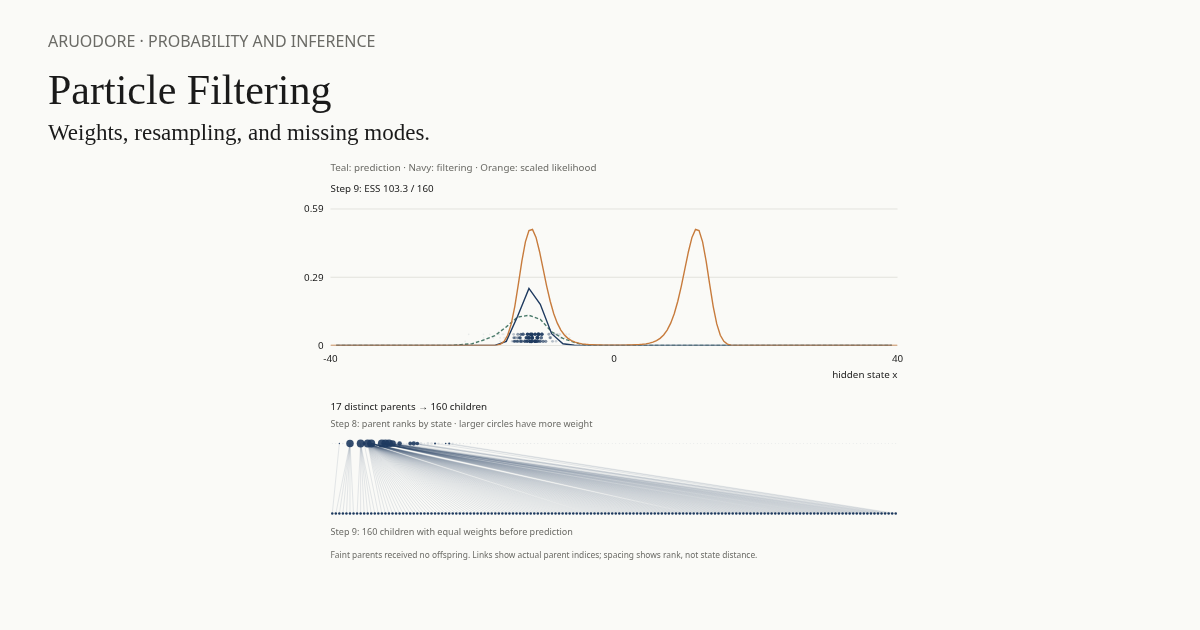 ARUODORE · PROBABILITY AND INFERENCE
Particle Filtering
Weights, resampling, and missing modes.
Teal: prediction · Navy: filtering · Orange: scaled likelihood
Step 9: ESS 103.3 / 160
0.59
0.29
0
-40 0 40
hidden state x
17 distinct parents → 160 children
Step 8: parent ranks by state · larger circles have more weight
Step 9: 160 children with equal weights before prediction
Faint parents received no offspring. Links show actual parent indices; spacing shows rank, not state distance.